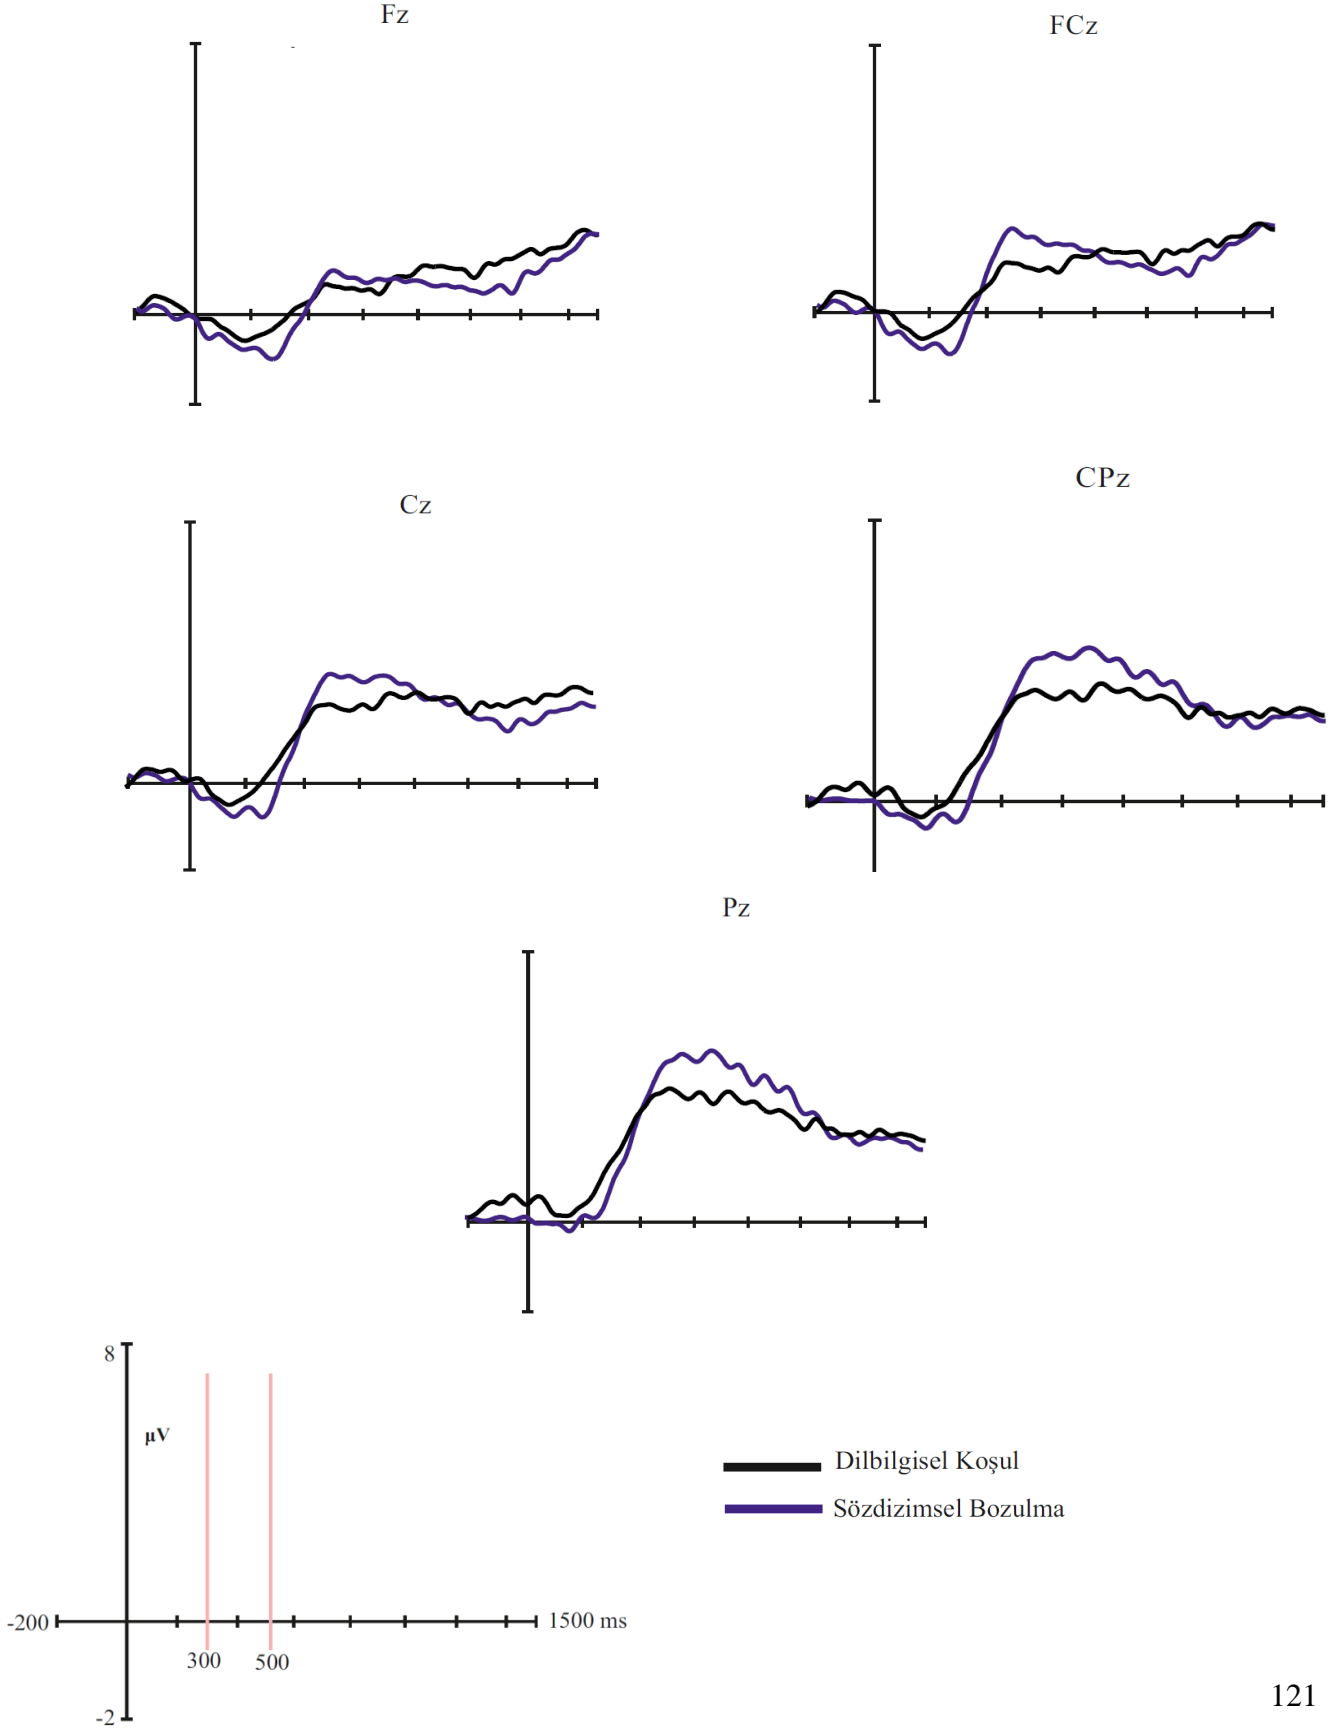 Fz
FCz
Cz
CPz
Pz
8
µV
-200
1500 ms
300
500
-2
Dilbilgisel Koşul
Sözdizimsel Bozulma
121